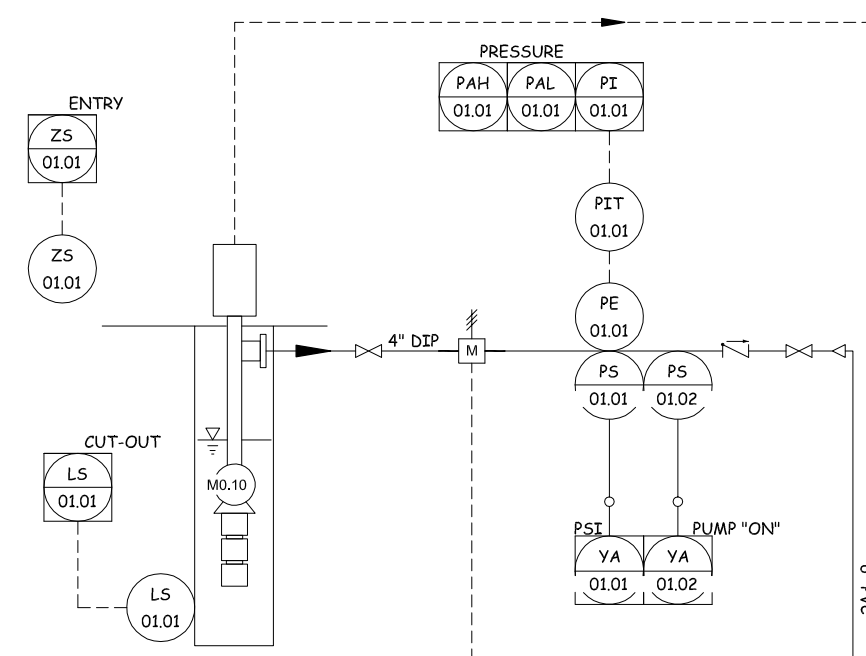 PRESSURE
PAH PAL PI
01.01 01.01 01.01
ENTRY
ZS
01.01
ZS
01.01
PIT
01.01
PE
01.01
4" DIP
M
PS PS
01.01 01.02
CUT-OUT
LS
01.01
M0.10
LS
01.01
PSI PUMP "ON"
YA YA
01.01 01.02